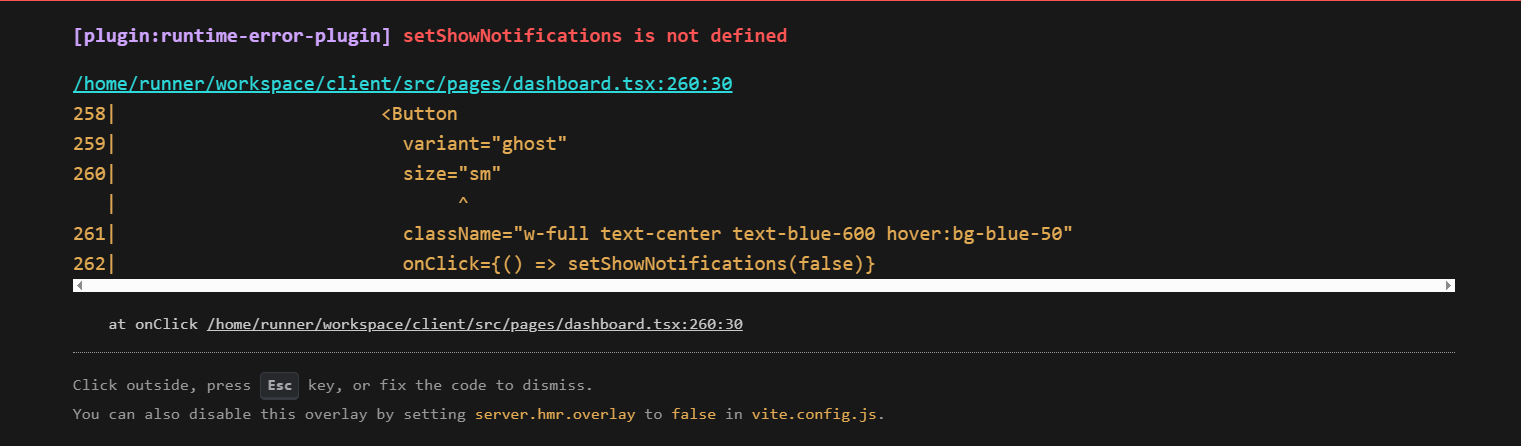 [plugin:runtime-error-plugin] setShowNotifications is not defined
/home/runner/workspace/client/src/pages/dashboard.tsx:260:30
258|                        <Button
259|                          variant="ghost"
260|                          size="sm"
   |                               ^
261|                          className="w-full text-center text-blue-600 hover:bg-blue-50"
262|                          onClick={() => setShowNotifications(false)}
at onClick /home/runner/workspace/client/src/pages/dashboard.tsx:260:30
Click outside, press Esc key, or fix the code to dismiss.
You can also disable this overlay by setting server.hmr.overlay to false in vite.config.js.